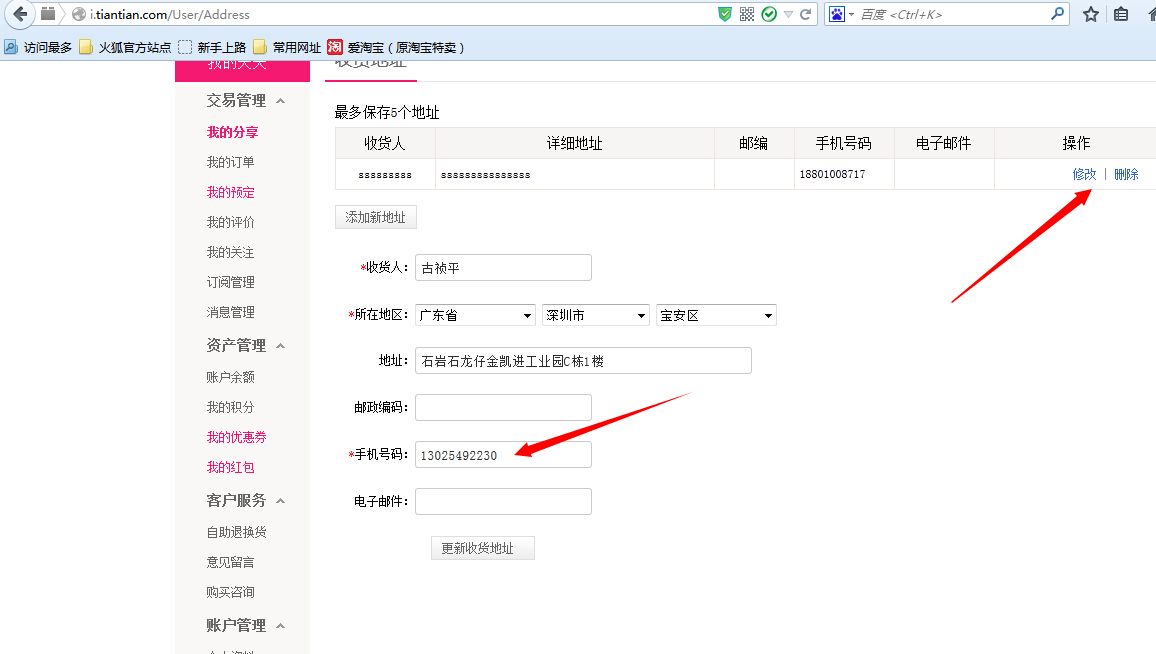 i.tiantian.com/User/Address
百度 <Ctrl+K>
访问最多 火狐官方站点 新手上路 常用网址 淘 爱淘宝（原淘宝特卖）
我的天天
收货地址
交易管理
我的分享
我的订单
我的预定
我的评价
我的关注
订阅管理
消息管理
资产管理
账户余额
我的积分
我的优惠券
我的红包
客户服务
自助退换货
意见留言
购买咨询
账户管理
最多保存5个地址
收货人 详细地址 邮编 手机号码 电子邮件 操作
sssssssss sssssssssssssss 18801008717 修改 | 删除
添加新地址
*收货人: 古祯平
*所在地区: 广东省 深圳市 宝安区
地址: 石岩石龙仔金凯进工业园C栋1楼
邮政编码:
*手机号码: 13025492230
电子邮件:
更新收货地址